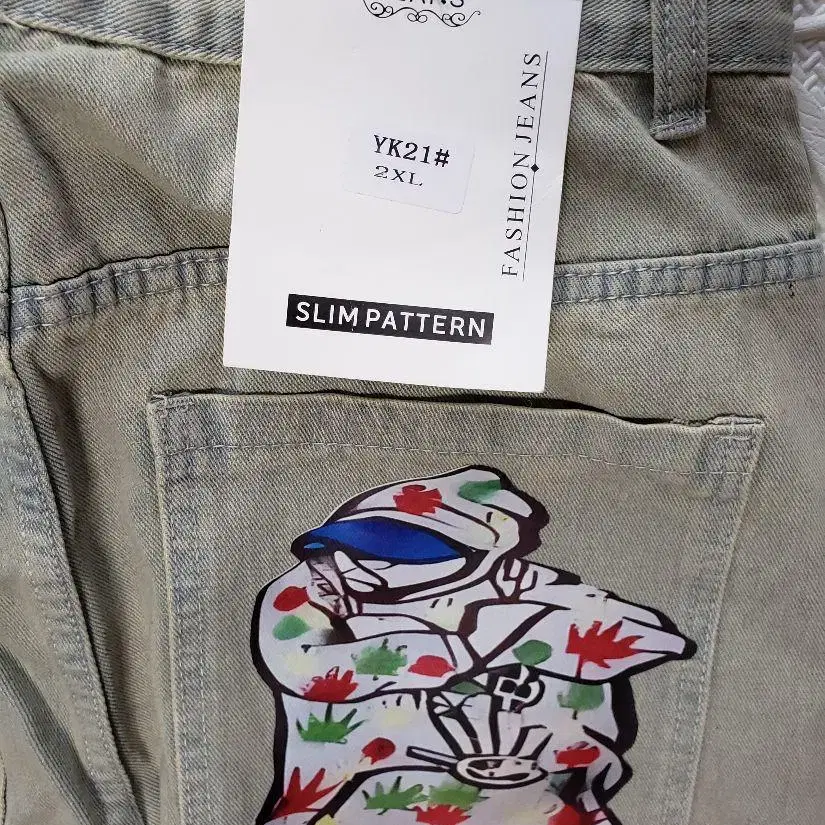 YK21#
2XL
FASHION JEANS
SLIM PATTERN